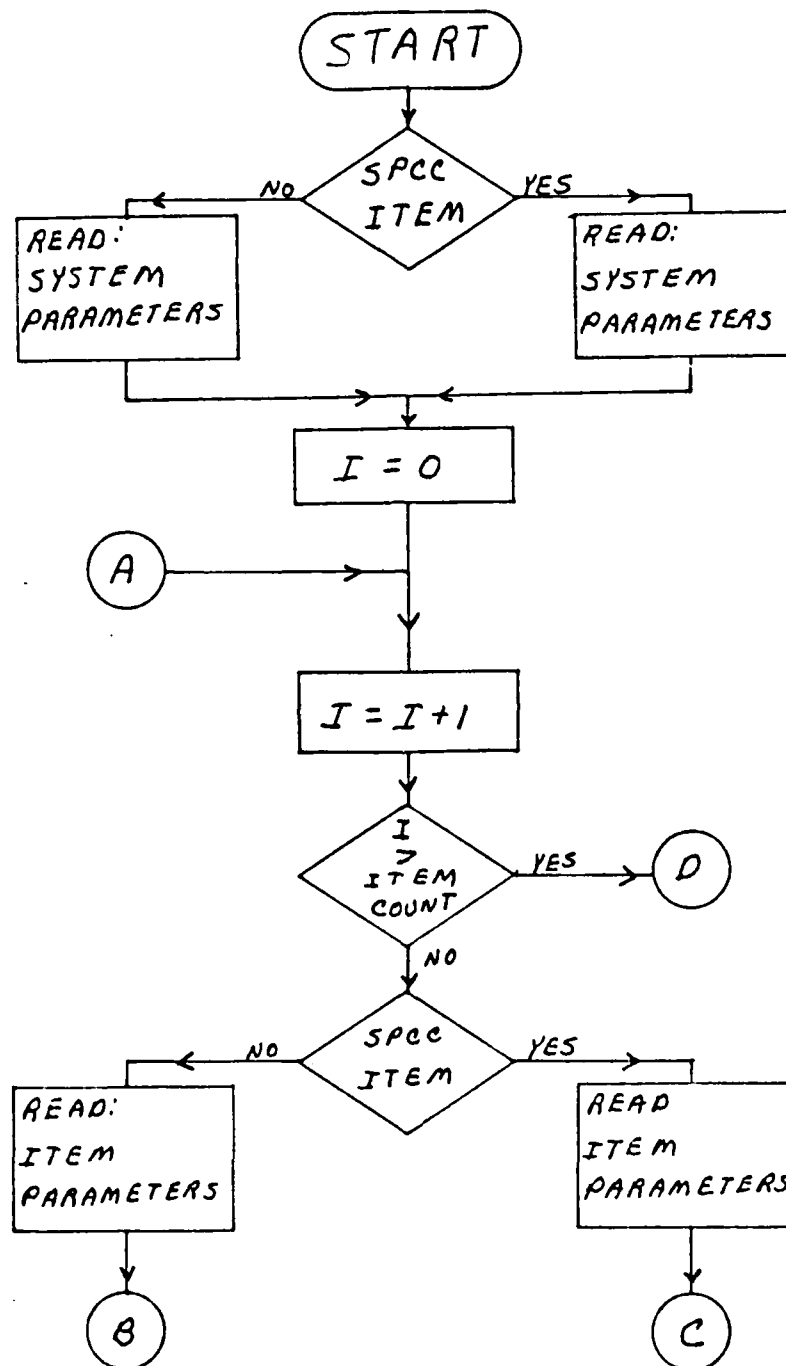 START
SPCC
ITEM
NO
YES
READ:
SYSTEM
PARAMETERS
READ:
SYSTEM
PARAMETERS
I = 0
A
I = I+1
I
>
ITEM
COUNT
YES
D
NO
SPCC
ITEM
NO
YES
READ:
ITEM
PARAMETERS
READ
ITEM
PARAMETERS
B
C